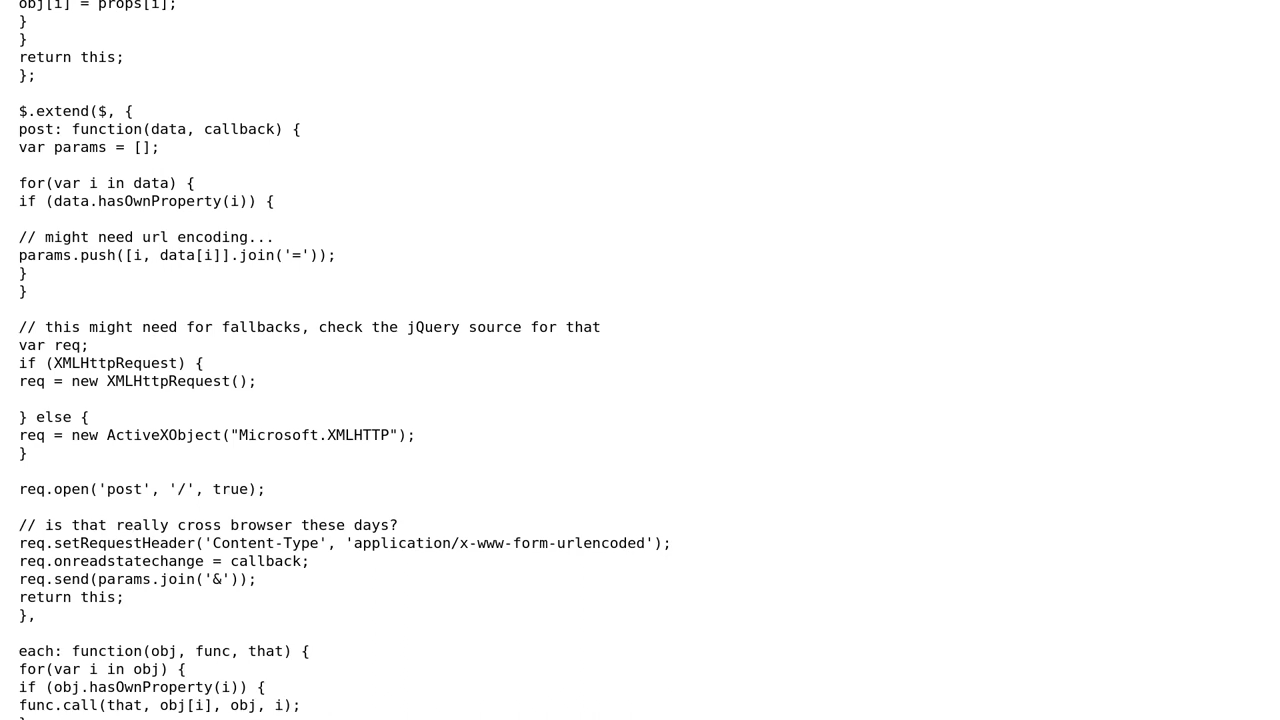 obj[i] = props[i];
}
}
return this;
};

$.extend($, {
post: function(data, callback) {
var params = [];

for(var i in data) {
if (data.hasOwnProperty(i)) {

// might need url encoding...
params.push([i, data[i]].join('='));
}
}

// this might need for fallbacks, check the jQuery source for that
var req;
if (XMLHttpRequest) {
req = new XMLHttpRequest();

} else {
req = new ActiveXObject("Microsoft.XMLHTTP");
}

req.open('post', '/', true);

// is that really cross browser these days?
req.setRequestHeader('Content-Type', 'application/x-www-form-urlencoded');
req.onreadstatechange = callback;
req.send(params.join('&'));
return this;
},

each: function(obj, func, that) {
for(var i in obj) {
if (obj.hasOwnProperty(i)) {
func.call(that, obj[i], obj, i);
}